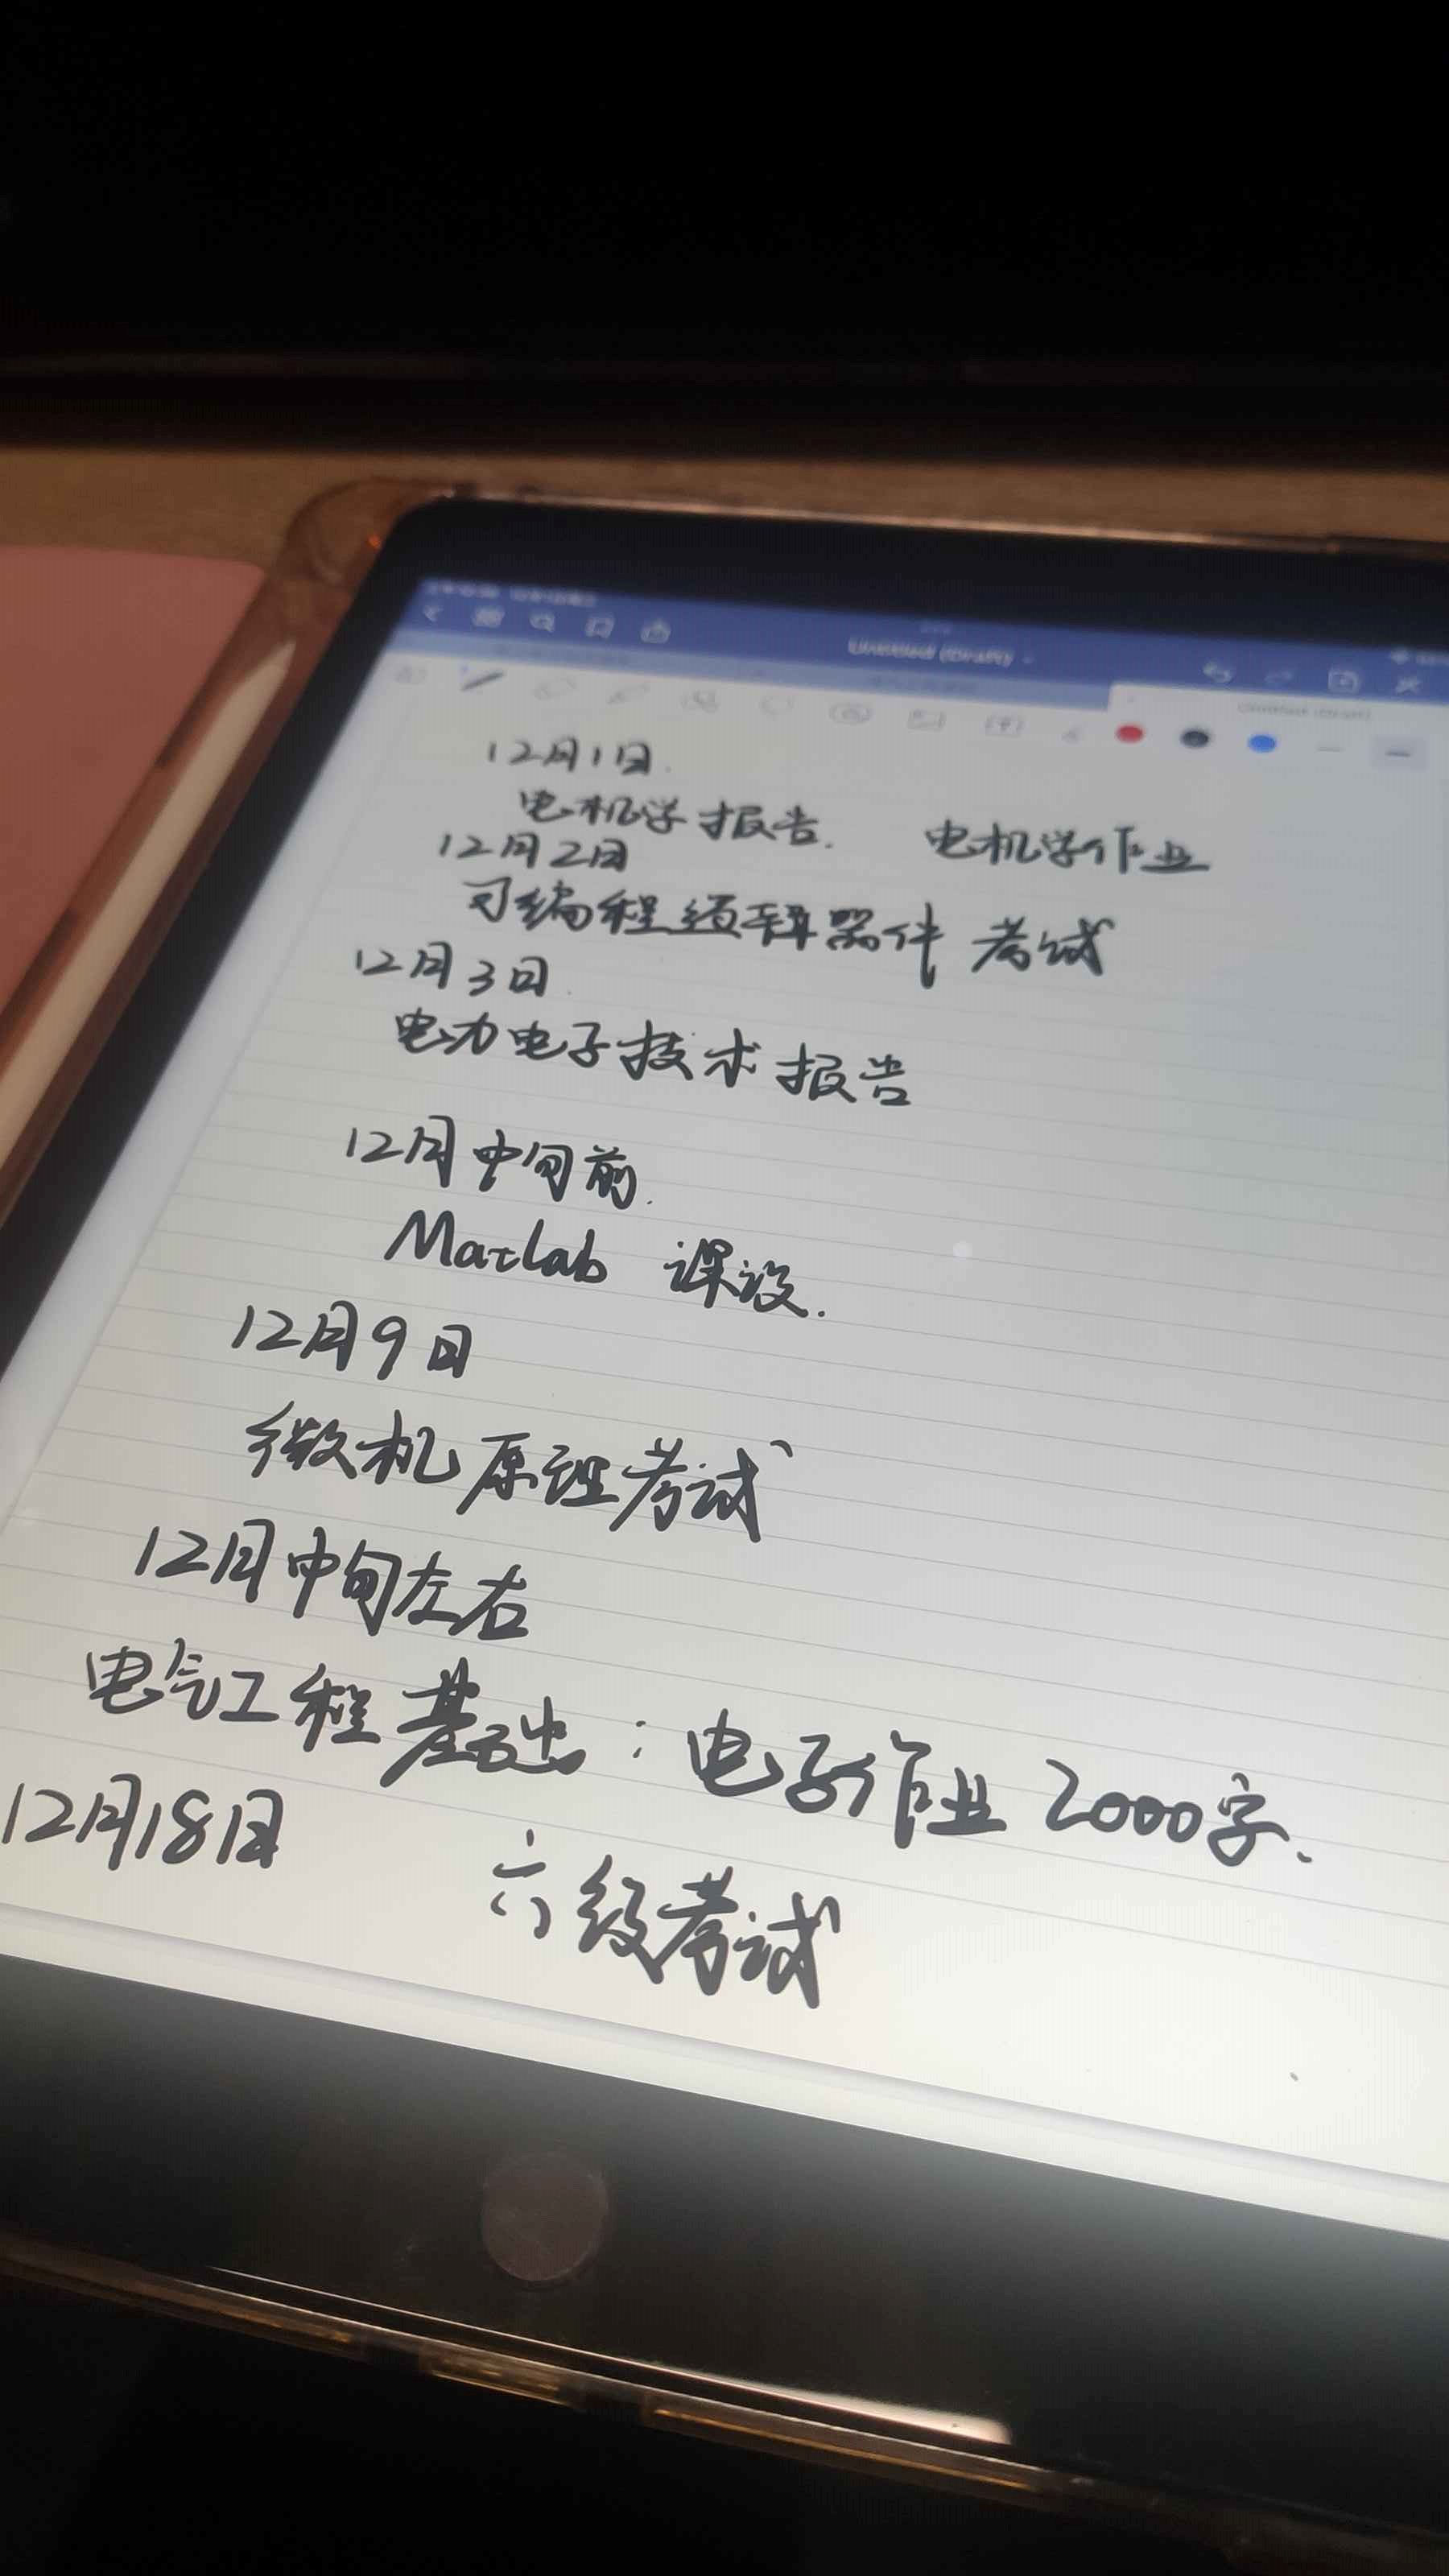 Untitled (Draft)
Untitled (Draft)
12月1日.
电机学报告. 电机学作业
12月2日
可编程逻辑器件 考试
12月3日.
电力电子技术报告
12月中旬前.
Matlab 课设.
12月9日
微机原理考试
12月中旬左右
电气工程基础:电子作业 2000字、
12月18日 六级考试